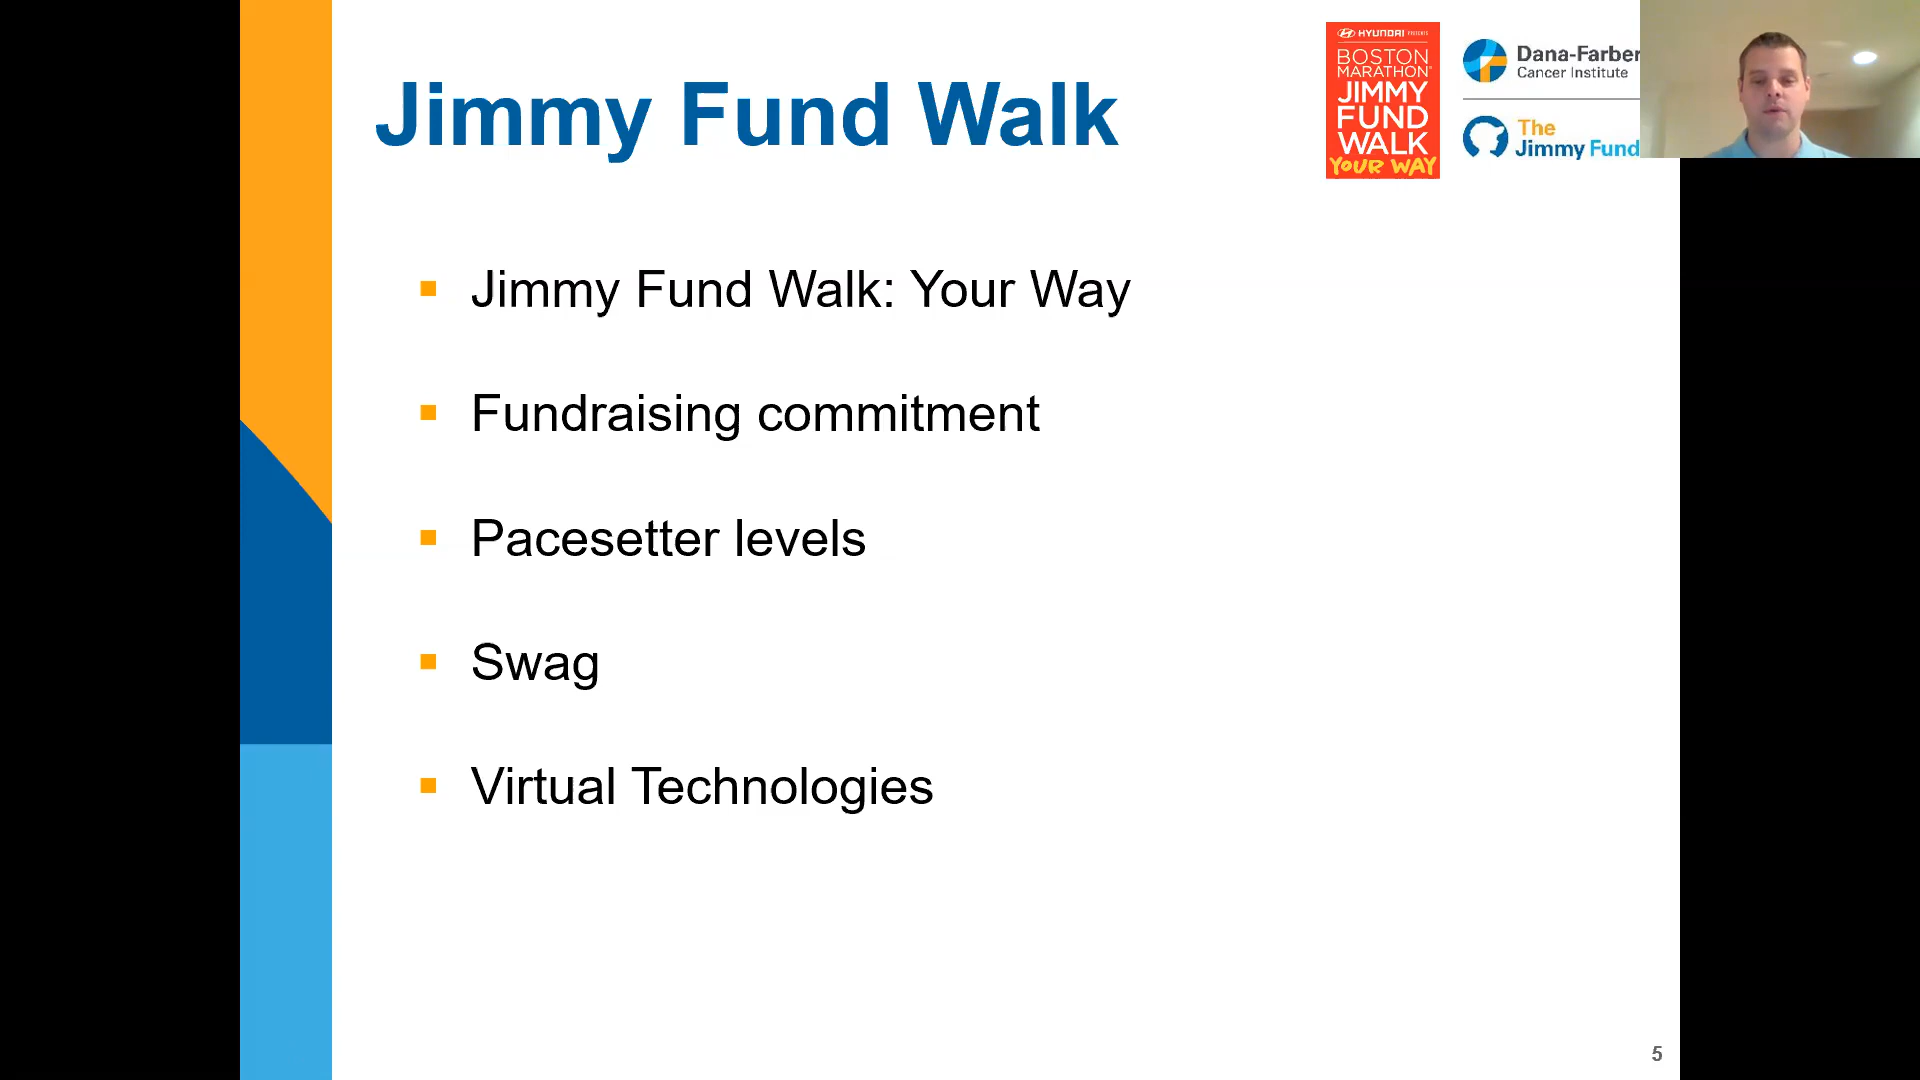 Jimmy Fund Walk
HYUNDAI PRESENTS
BOSTON
MARATHON®
JIMMY
FUND
WALK
YOUR WAY
Dana-Farber
Cancer Institute
The
Jimmy Fund
Jimmy Fund Walk: Your Way
Fundraising commitment
Pacesetter levels
Swag
Virtual Technologies
5